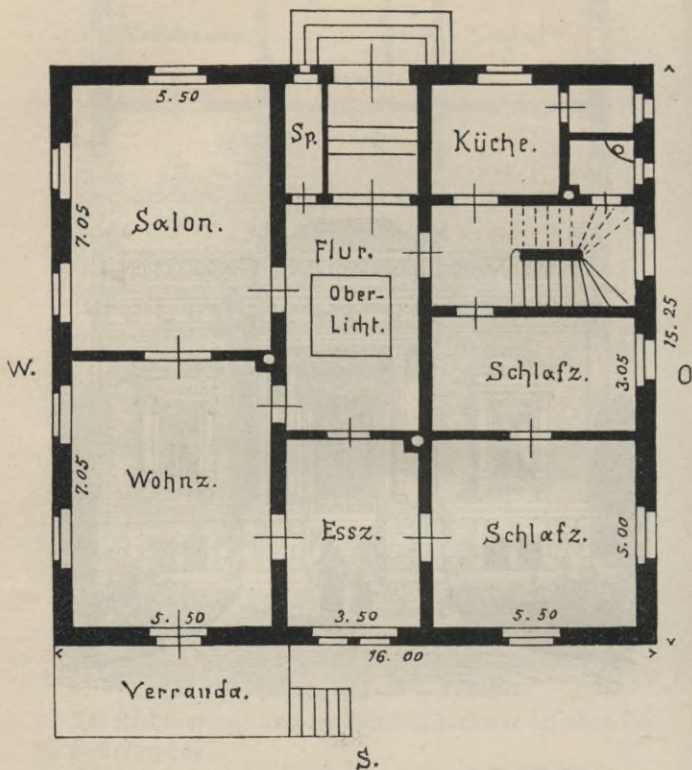 5.50
Sp.
Küche.
7.05
Salon.
Flur.
Ober-
Licht.
15.25
W.
O
Schlafz.
3.05
7.05
Wohnz.
Essz.
Schlafz.
5.00
5.50
3.50
5.50
16.00
Verranda.
S.